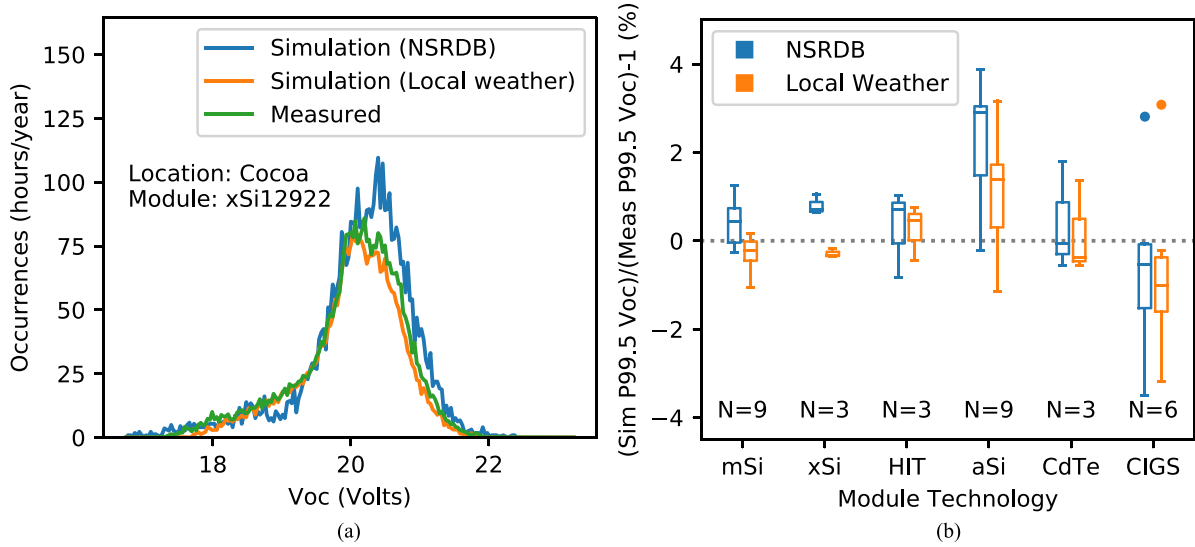 Occurrences (hours/year)
150
125
100
75
50
25
0
Simulation (NSRDB)
Simulation (Local weather)
Measured
Location: Cocoa
Module: xSi12922
18 20 22
Voc (Volts)
(a)
(Sim P99.5 Voc)/(Meas P99.5 Voc)-1 (%)
4
2
0
−2
−4
NSRDB
Local Weather
N=9 N=3 N=3 N=9 N=3 N=6
mSi xSi HIT aSi CdTe CIGS
Module Technology
(b)